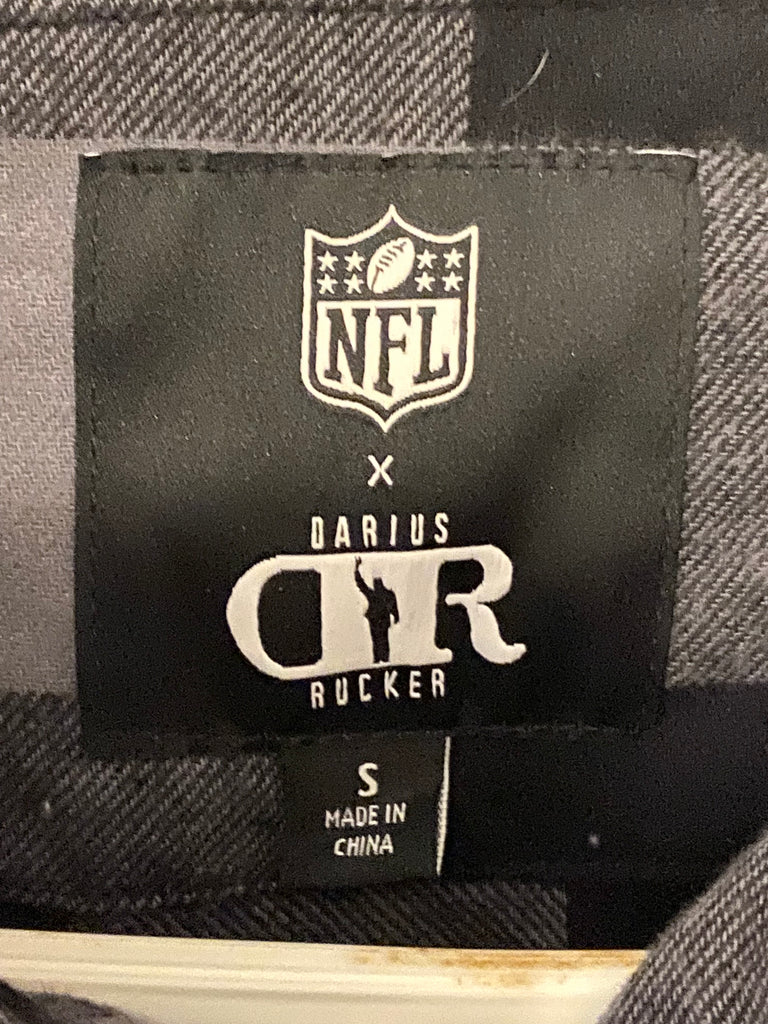 NFL
X
DARIUS
DR
RUCKER
S
MADE IN
CHINA